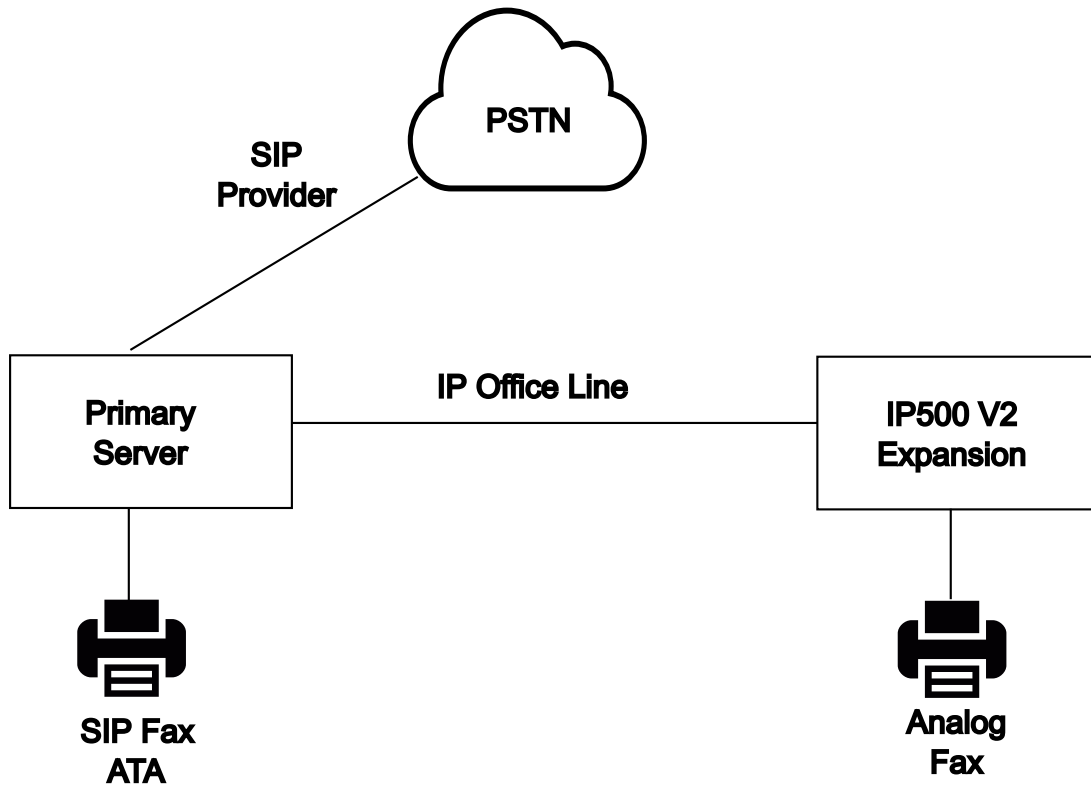 PSTN
SIP
Provider
IP Office Line
Primary
Server
IP500 V2
Expansion
SIP Fax
ATA
Analog
Fax